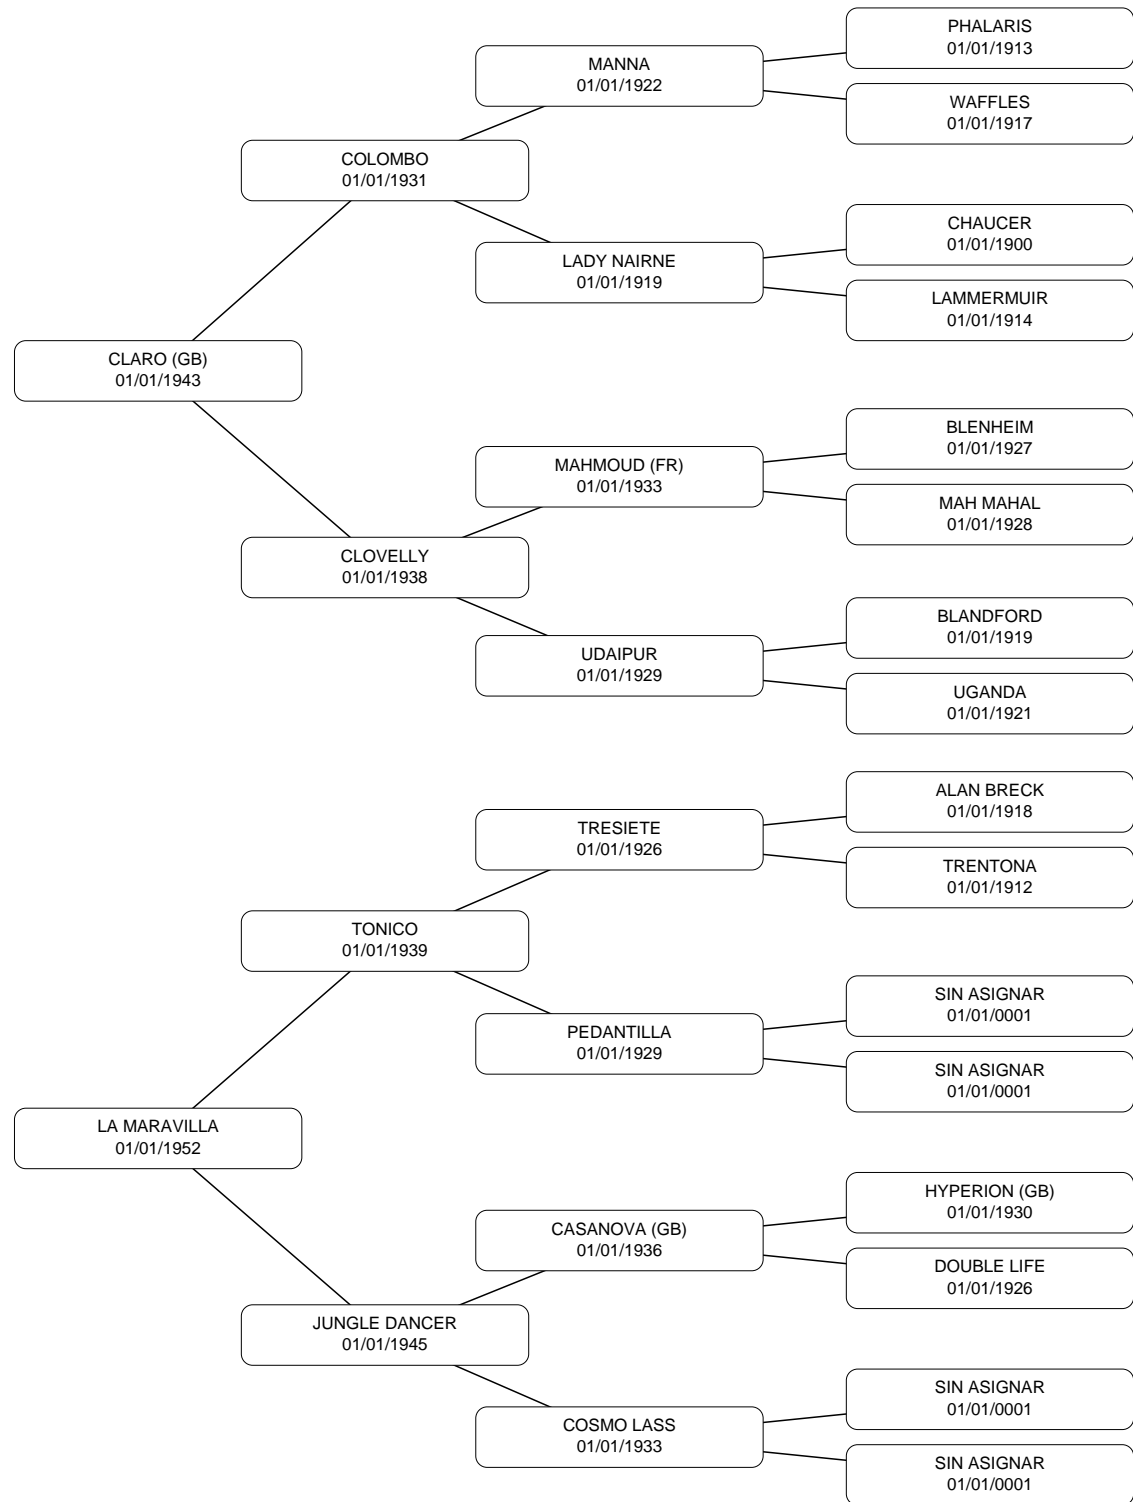 PHALARIS
01/01/1913
MANNA
01/01/1922
WAFFLES
01/01/1917
COLOMBO
01/01/1931
CHAUCER
01/01/1900
LADY NAIRNE
01/01/1919
LAMMERMUIR
01/01/1914
CLARO (GB)
01/01/1943
BLENHEIM
01/01/1927
MAHMOUD (FR)
01/01/1933
MAH MAHAL
01/01/1928
CLOVELLY
01/01/1938
BLANDFORD
01/01/1919
UDAIPUR
01/01/1929
UGANDA
01/01/1921
ALAN BRECK
01/01/1918
TRESIETE
01/01/1926
TRENTONA
01/01/1912
TONICO
01/01/1939
SIN ASIGNAR
01/01/0001
PEDANTILLA
01/01/1929
SIN ASIGNAR
01/01/0001
LA MARAVILLA
01/01/1952
HYPERION (GB)
01/01/1930
CASANOVA (GB)
01/01/1936
DOUBLE LIFE
01/01/1926
JUNGLE DANCER
01/01/1945
SIN ASIGNAR
01/01/0001
COSMO LASS
01/01/1933
SIN ASIGNAR
01/01/0001